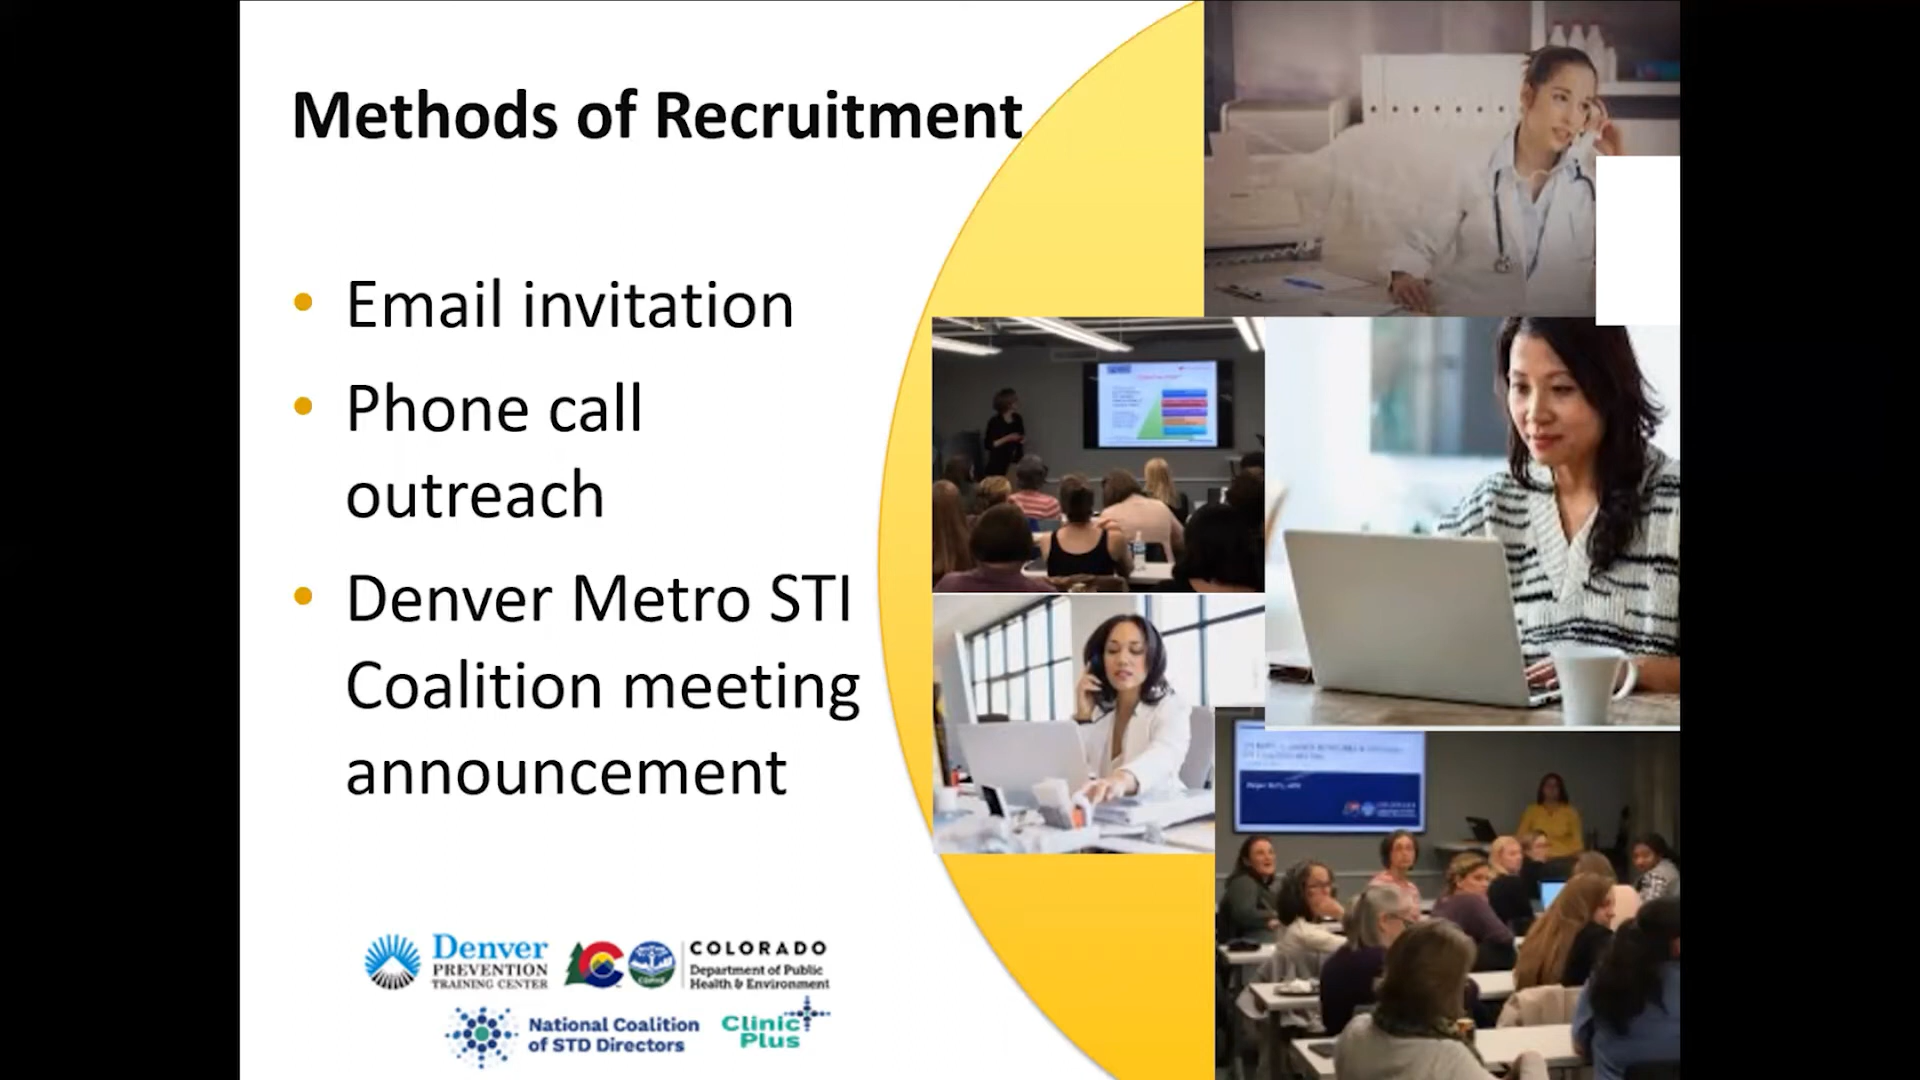 Methods of Recruitment
• Email invitation
• Phone call
outreach
• Denver Metro STI
Coalition meeting
announcement
Denver
PREVENTION
TRAINING CENTER
COLORADO
Department of Public
Health & Environment
National Coalition
of STD Directors
Clinic
Plus